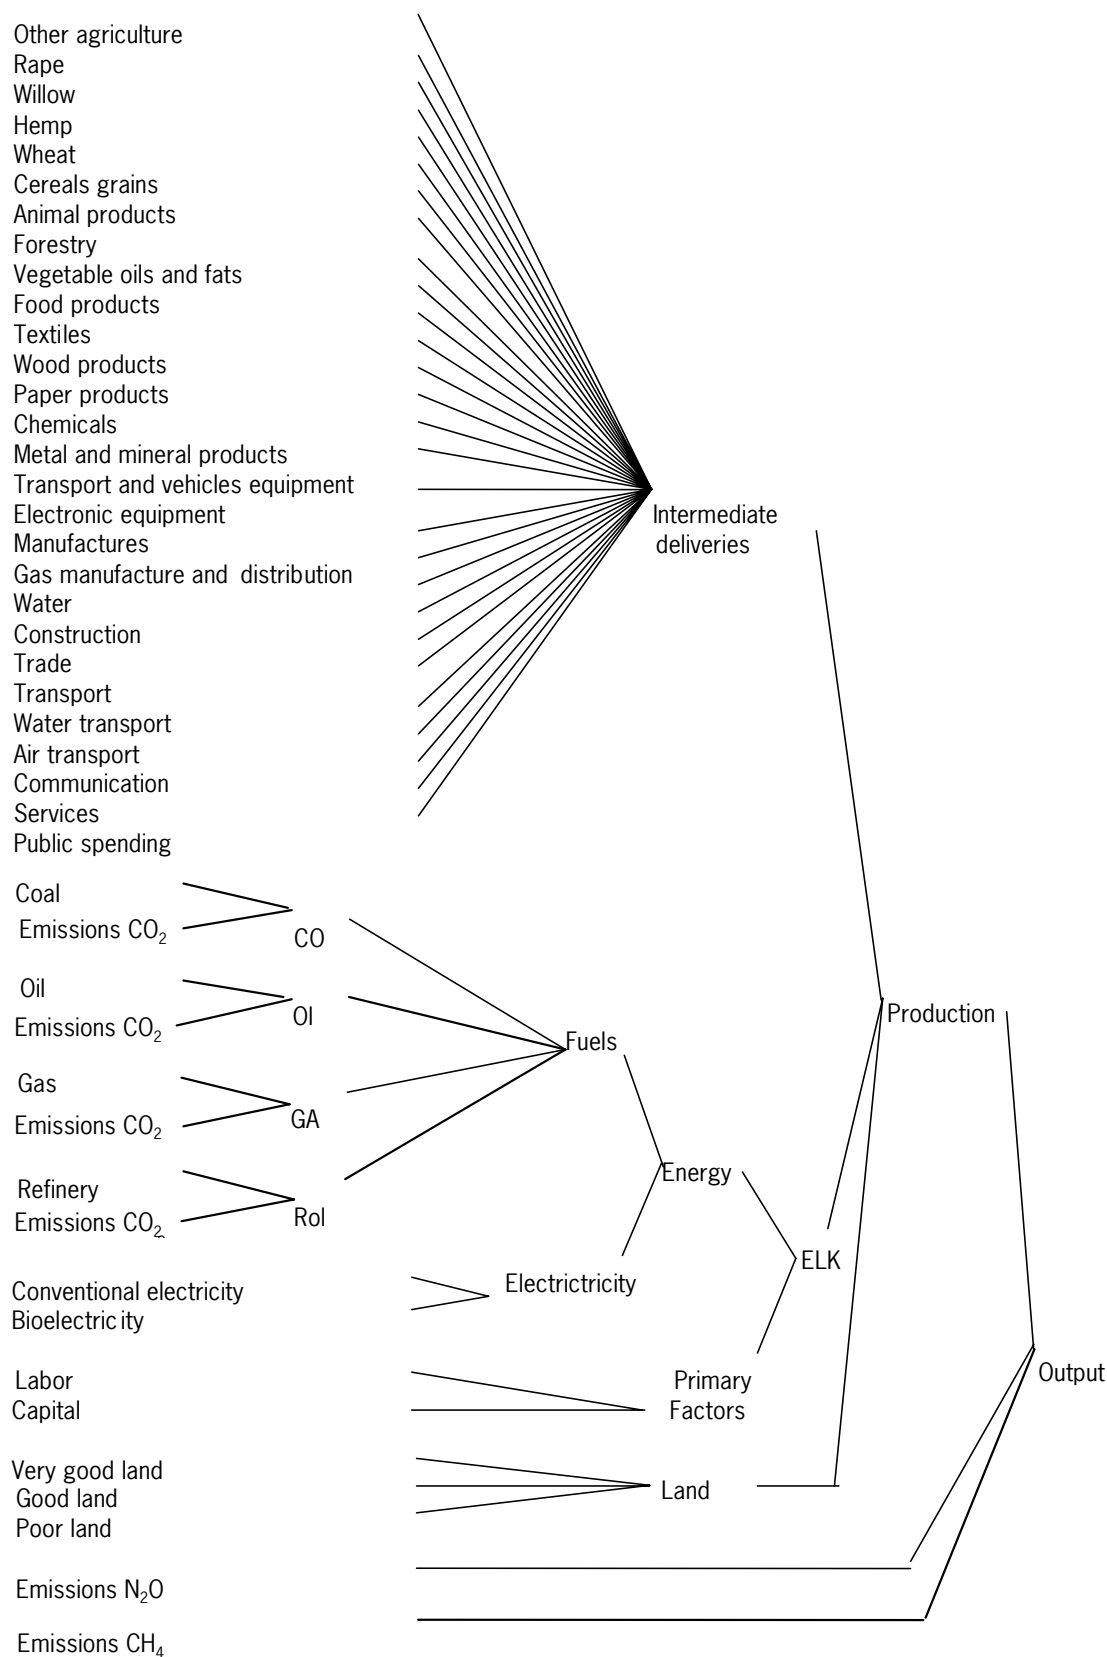 Other agriculture
Rape
Willow
Hemp
Wheat
Cereals grains
Animal products
Forestry
Vegetable oils and fats
Food products
Textiles
Wood products
Paper products
Chemicals
Metal and mineral products
Transport and vehicles equipment
Electronic equipment
Manufactures
Gas manufacture and distribution
Water
Construction
Trade
Transport
Water transport
Air transport
Communication
Services
Public spending
Intermediate
deliveries
Coal
Emissions CO₂
CO
Oil
Emissions CO₂
OI
Gas
Emissions CO₂
GA
Refinery
Emissions CO₂
Rol
Fuels
Production
Energy
ELK
Electrictricity
Conventional electricity
Bioelectricity
Labor
Capital
Primary
Factors
Output
Very good land
Good land
Poor land
Land
Emissions N₂O
Emissions CH₄